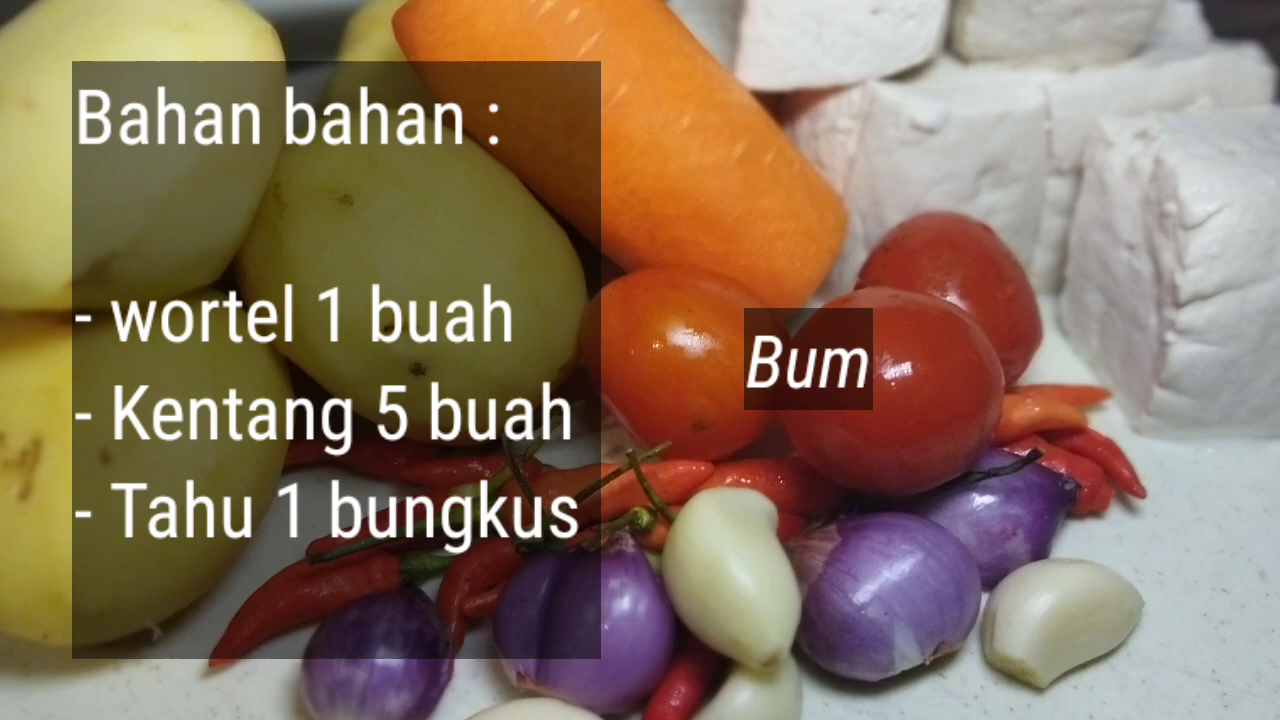 Bahan bahan :
- wortel 1 buah
- Kentang 5 buah
- Tahu 1 bungkus
Bum